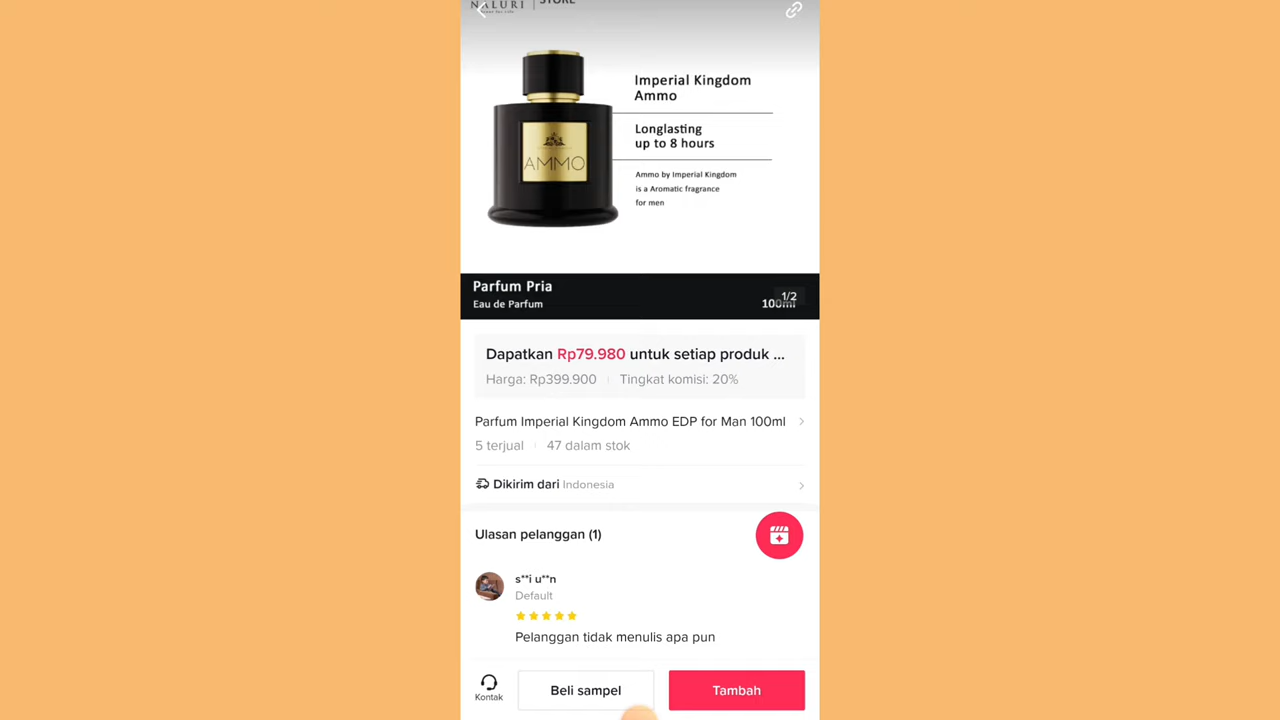 NALURI | STORE
Imperial Kingdom
Ammo
Longlasting
up to 8 hours
AMMO
Ammo by Imperial Kingdom
is a Aromatic fragrance
for men
Parfum Pria
Eau de Parfum
1/2
100ml
Dapatkan Rp79.980 untuk setiap produk ...
Harga: Rp399.900 | Tingkat komisi: 20%
Parfum Imperial Kingdom Ammo EDP for Man 100ml
5 terjual | 47 dalam stok
Dikirim dari Indonesia
Ulasan pelanggan (1)
s**i u**n
Default
Pelanggan tidak menulis apa pun
Kontak
Beli sampel
Tambah